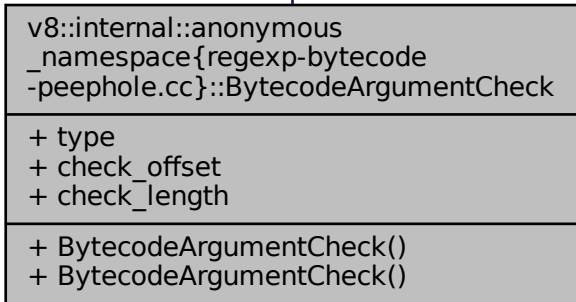 v8::internal::anonymous
_namespace{regexp-bytecode
-peephole.cc}::BytecodeArgumentCheck
+ type
+ check_offset
+ check_length
+ BytecodeArgumentCheck()
+ BytecodeArgumentCheck()